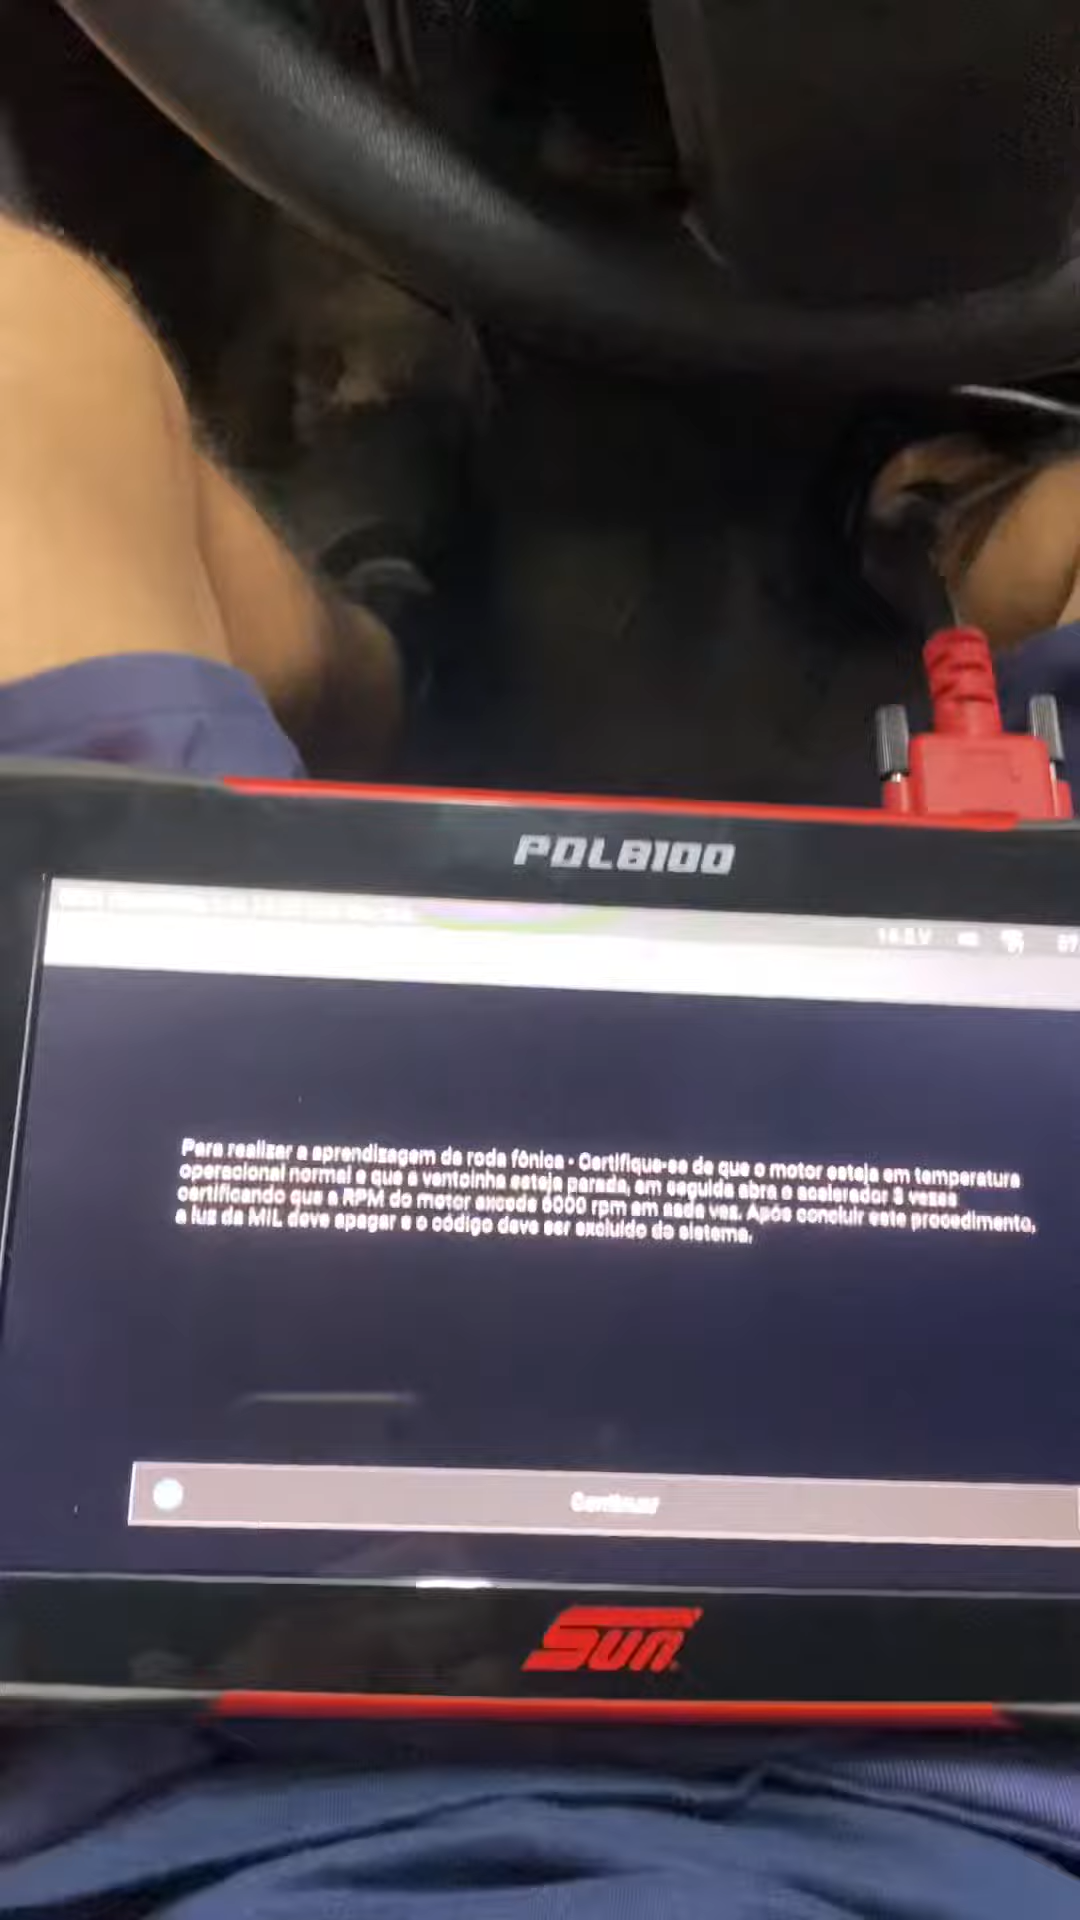 PDL8100
Para realizar a aprendizagem da roda fônica - Certifique-se de que o motor esteja em temperatura
operacional normal e que a ventoinha esteja parada, em seguida abra o acelerador 3 vezes
certificando que a RPM do motor excede 6000 rpm em cada vez. Após concluir este procedimento,
a luz da MIL deve apagar e o código deve ser excluído do sistema.
Continuar
Sun